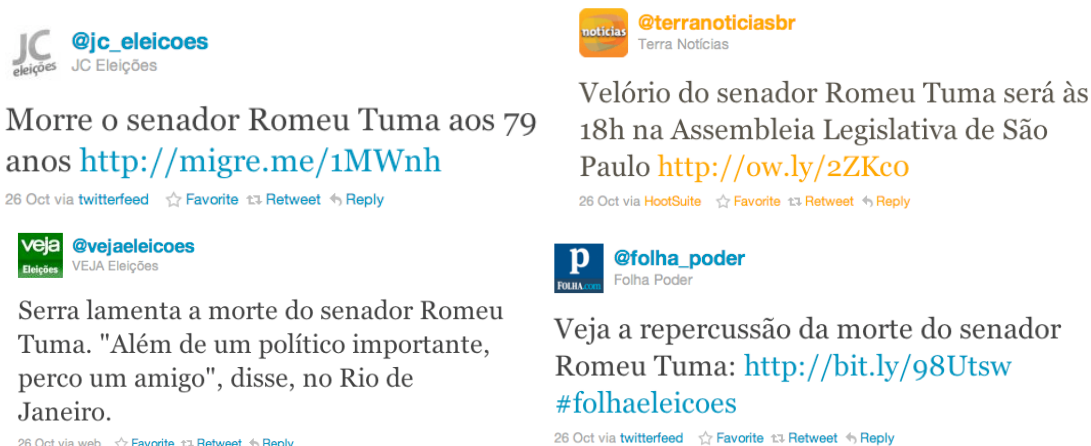 JC
eleições
@jc_eleicoes
JC Eleições
Morre o senador Romeu Tuma aos 79
anos http://migre.me/1MWnh
26 Oct via twitterfeed Favorite Retweet Reply
noticias
@terranoticiasbr
Terra Notícias
Velório do senador Romeu Tuma será às
18h na Assembleia Legislativa de São
Paulo http://ow.ly/2ZKc0
26 Oct via HootSuite Favorite Retweet Reply
veja
Eleições
@vejaeleicoes
VEJA Eleições
Serra lamenta a morte do senador Romeu
Tuma. "Além de um político importante,
perco um amigo", disse, no Rio de
Janeiro.
26 Oct via web Favorite Retweet Reply
p
FOLHA.com
@folha_poder
Folha Poder
Veja a repercussão da morte do senador
Romeu Tuma: http://bit.ly/98Utsw
#folhaeleicoes
26 Oct via twitterfeed Favorite Retweet Reply